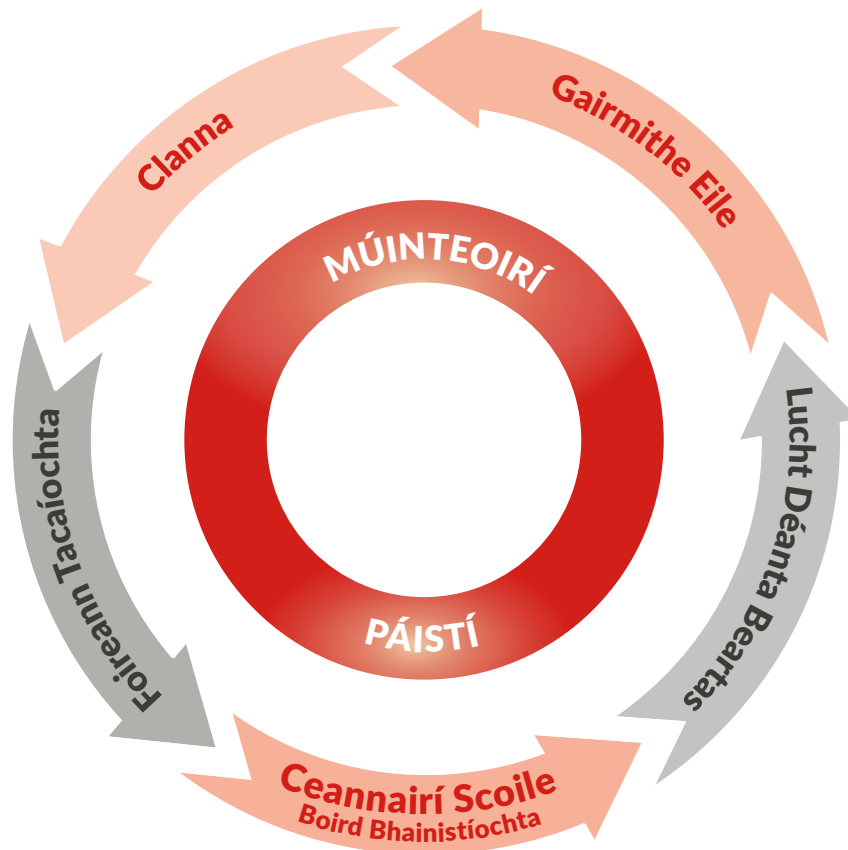 Clanna
Gairmithe Eile
MÚINTEOIRÍ
Foireann Tacaíochta
Lucht Déanta Beartas
PÁISTÍ
Ceannairí Scoile
Boird Bhainistíochta